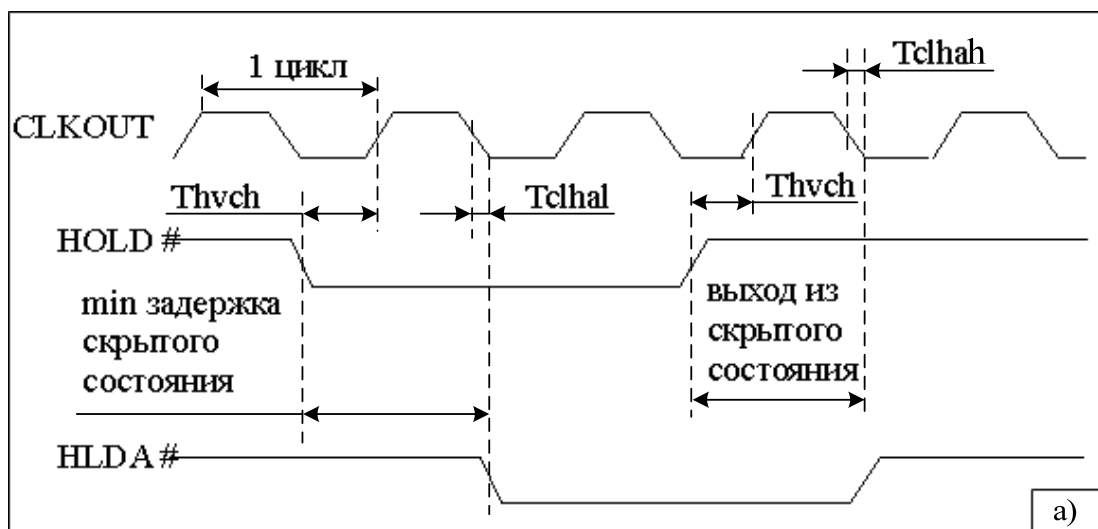 Tclhah
1 цикл
CLKOUT
Thvch
Tclhal
Thvch
HOLD #
min задержка
скрытого
состояния
выход из
скрытого
состояния
HLDA #
а)